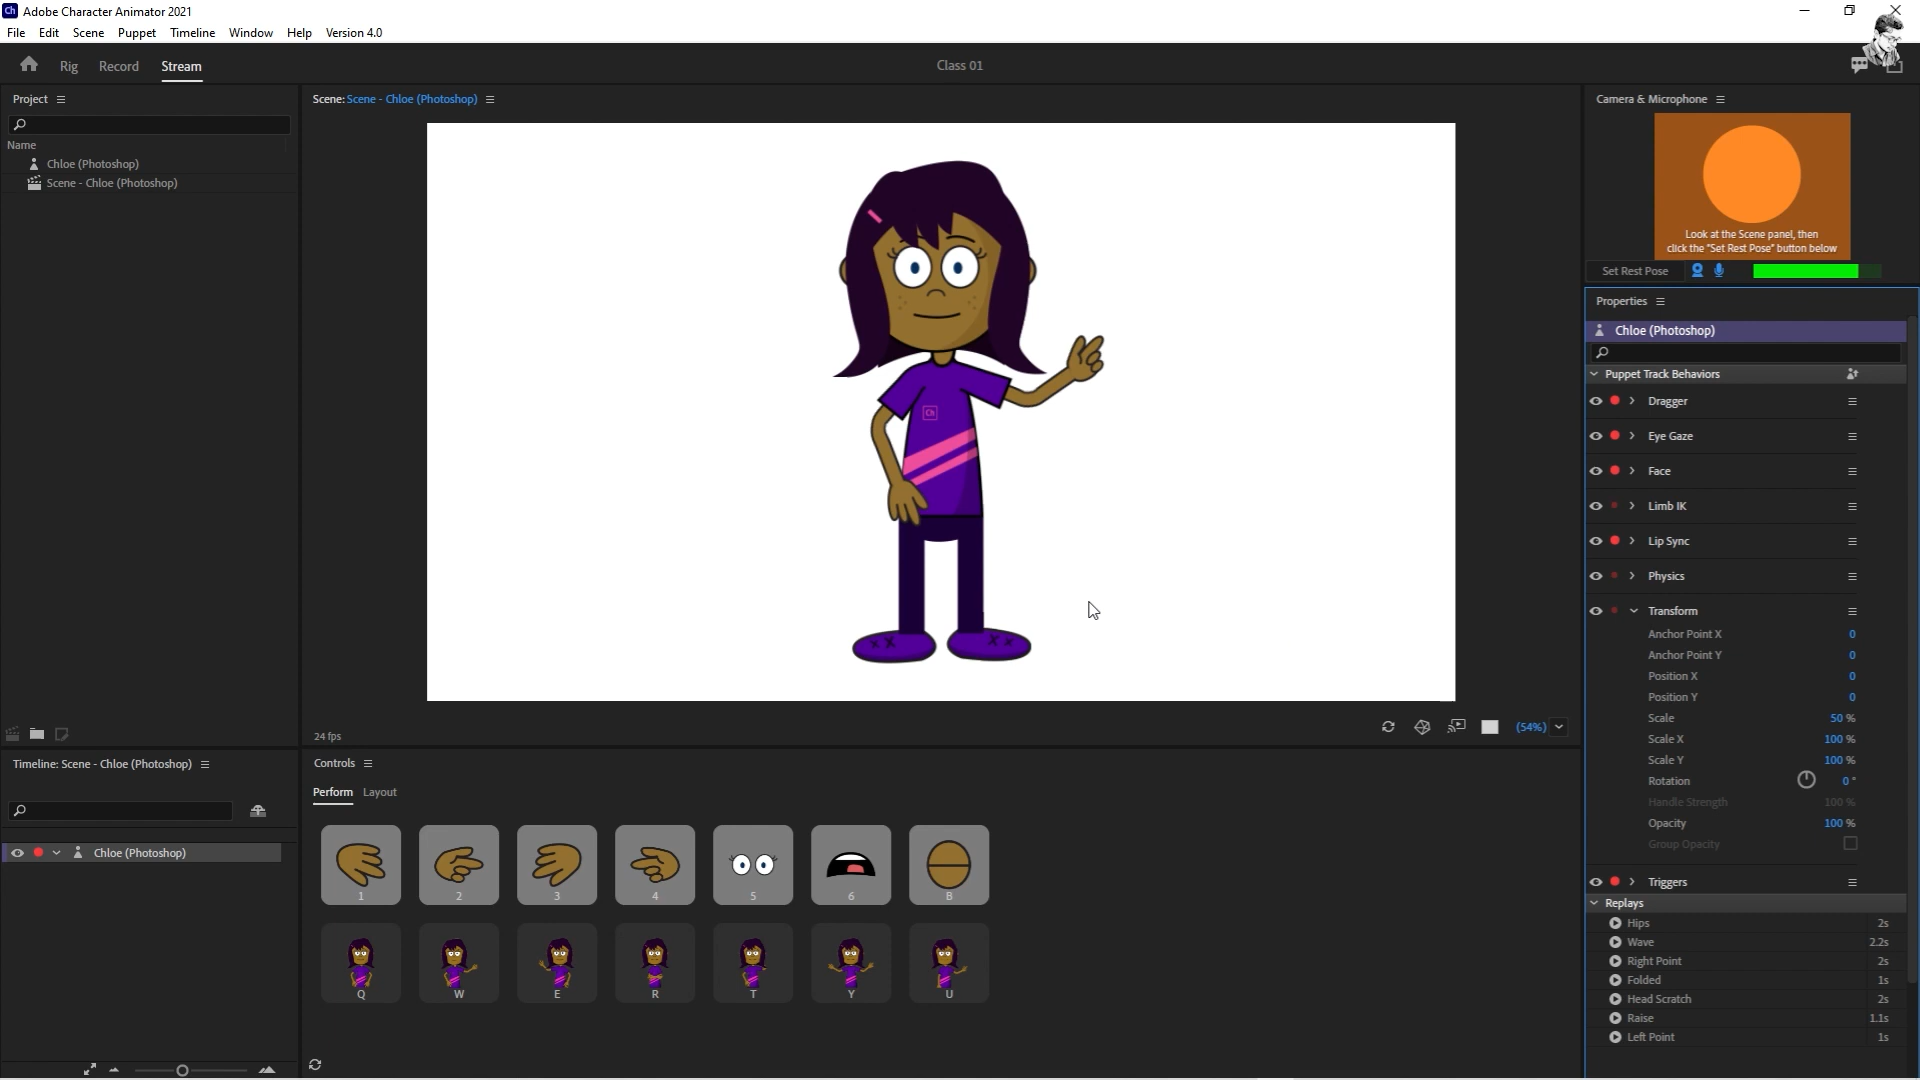 Ch Adobe Character Animator 2021
File Edit Scene Puppet Timeline Window Help Version 4.0
Rig Record Stream
Class 01
Project
Name
Chloe (Photoshop)
Scene - Chloe (Photoshop)
Scene: Scene - Chloe (Photoshop)
Ch
24 fps
(54%)
Camera & Microphone
Look at the Scene panel, then
click the "Set Rest Pose" button below
Set Rest Pose
Properties
Chloe (Photoshop)
Puppet Track Behaviors
Dragger
Eye Gaze
Face
Limb IK
Lip Sync
Physics
Transform
Anchor Point X 0
Anchor Point Y 0
Position X 0
Position Y 0
Scale 50 %
Scale X 100 %
Scale Y 100 %
Rotation 0 °
Handle Strength 100 %
Opacity 100 %
Group Opacity
Triggers
Replays
Hips 2s
Wave 2.2s
Right Point 2s
Folded 1s
Head Scratch 2s
Raise 1.1s
Left Point 1s
Timeline: Scene - Chloe (Photoshop)
Chloe (Photoshop)
Controls
Perform Layout
1 2 3 4 5 6 B
Q W E R T Y U